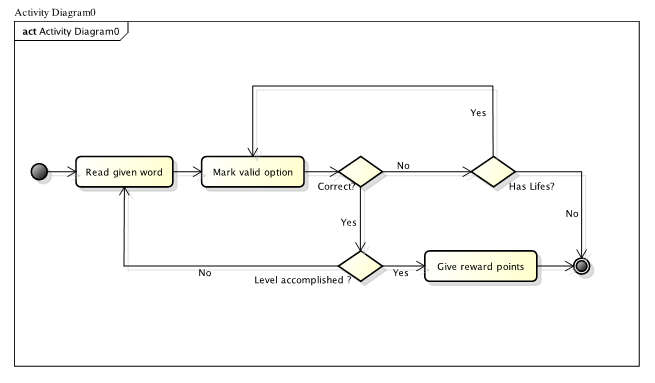 Activity Diagram0
act Activity Diagram0
Yes
Read given word
Mark valid option
No
Correct?
Has Lifes?
Yes
No
No
Level accomplished ?
Yes
Give reward points